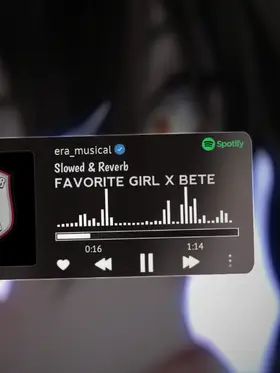 Spotify
era_musical
Slowed & Reverb
FAVORITE GIRL X BETE
0:16
1:14